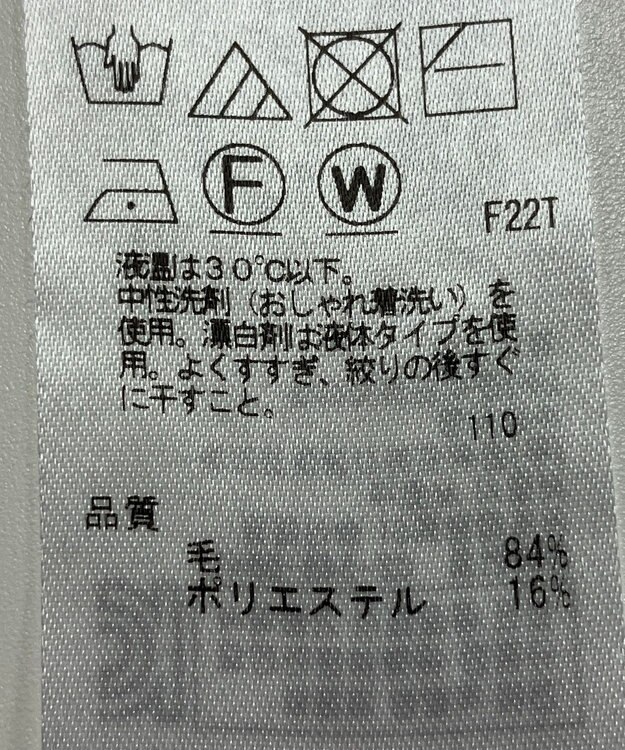 F W F22T
液温は30℃以下。
中性洗剤（おしゃれ着洗い）を
使用。漂白剤は液体タイプを使
用。よくすすぎ、絞りの後すぐ
に干すこと。
110
品質
毛 84%
ポリエステル 16%